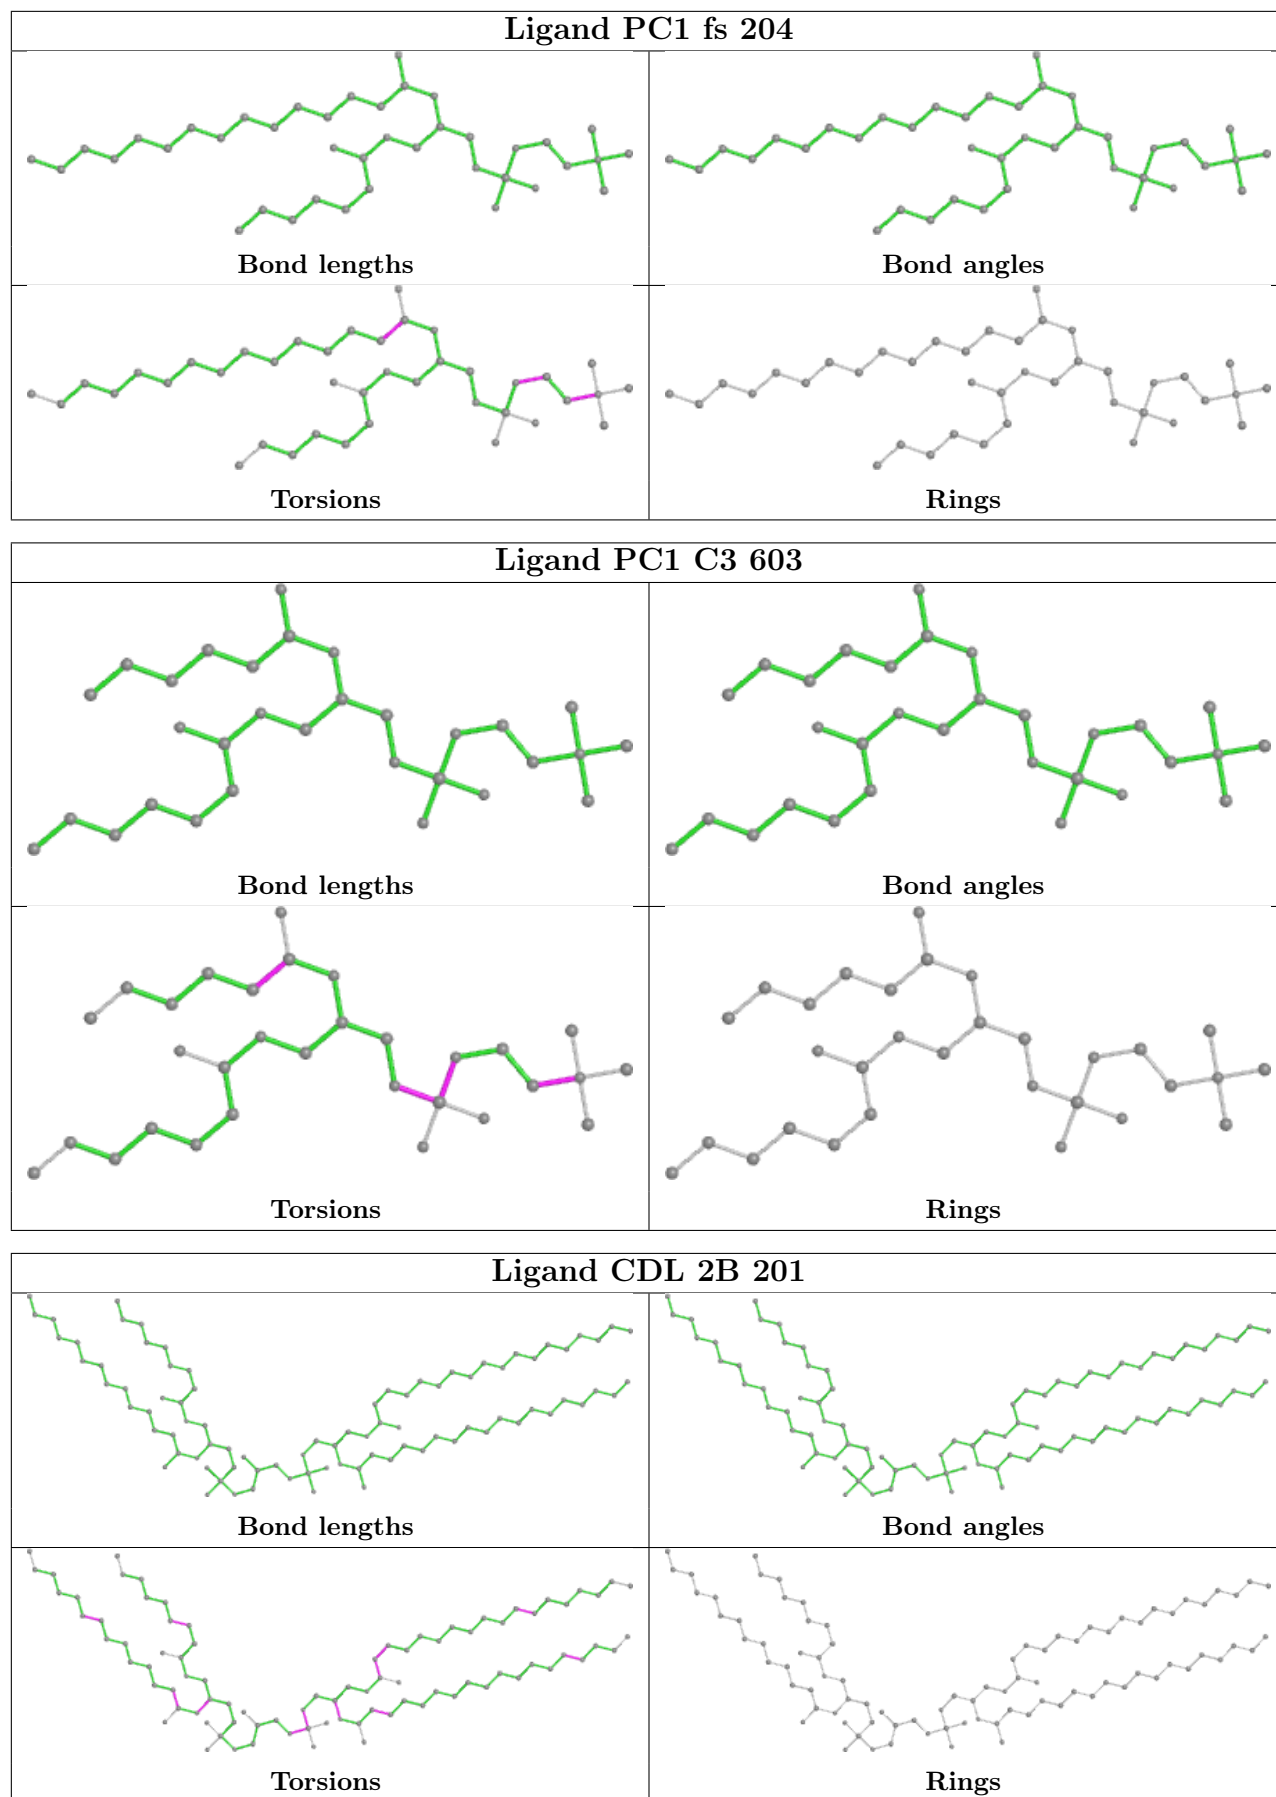 Ligand PC1 fs 204
Bond lengths
Bond angles
Torsions
Rings
Ligand PC1 C3 603
Bond lengths
Bond angles
Torsions
Rings
Ligand CDL 2B 201
Bond lengths
Bond angles
Torsions
Rings